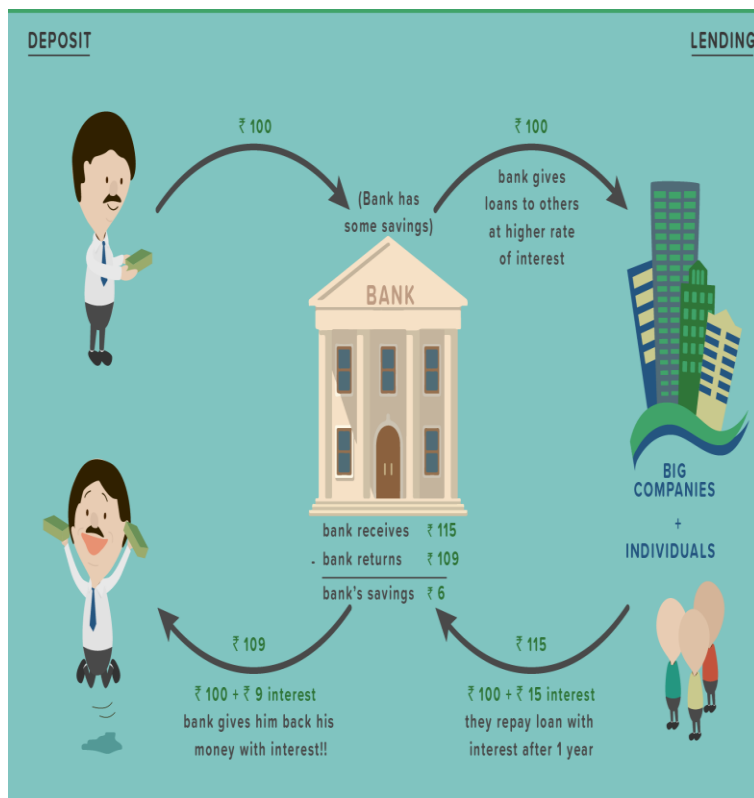 DEPOSIT
LENDING
₹ 100
₹ 100
(Bank has
some savings)
bank gives
loans to others
at higher rate
of interest
BANK
BIG
COMPANIES
+
INDIVIDUALS
bank receives ₹ 115
- bank returns ₹ 109
bank's savings ₹ 6
₹ 109
₹ 100 + ₹ 9 interest
bank gives him back his
money with interest!!
₹ 115
₹ 100 + ₹ 15 interest
they repay loan with
interest after 1 year